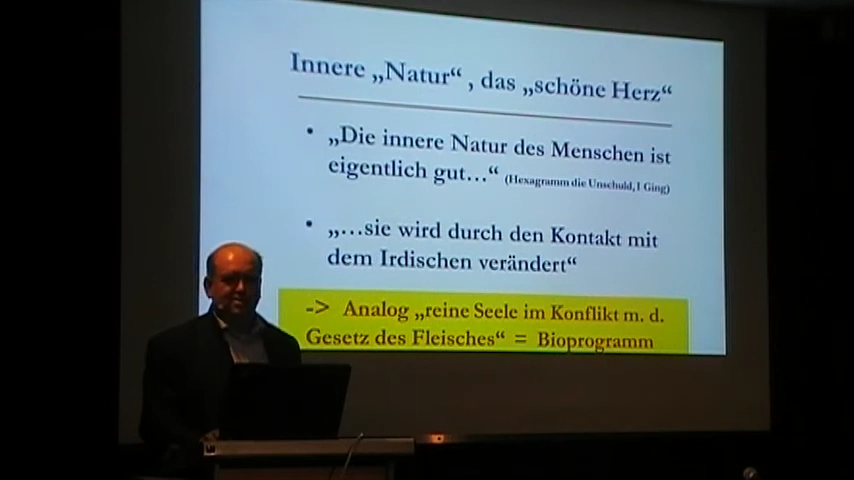 Innere „Natur“ , das „schöne Herz“
• „Die innere Natur des Menschen ist
eigentlich gut…“ (Hexagramm die Unschuld, I Ging)
• „…sie wird durch den Kontakt mit
dem Irdischen verändert“
-> Analog „reine Seele im Konflikt m. d.
Gesetz des Fleisches“ = Bioprogramm